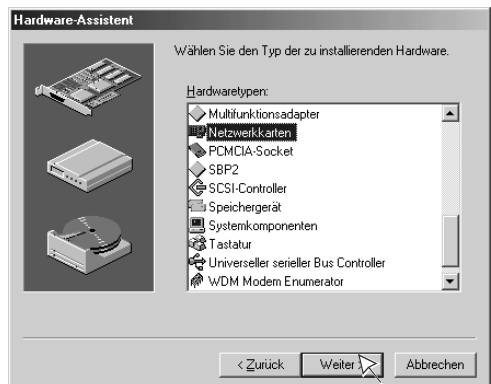 Hardware-Assistent
Wählen Sie den Typ der zu installierenden Hardware.
Hardwaretypen:
Multifunktionsadapter
Netzwerkkarten
PCMCIA-Socket
SBP2
SCSI-Controller
Speichergerät
Systemkomponenten
Tastatur
Universeller serieller Bus Controller
WDM Modem Enumerator
< Zurück
Weiter >
Abbrechen